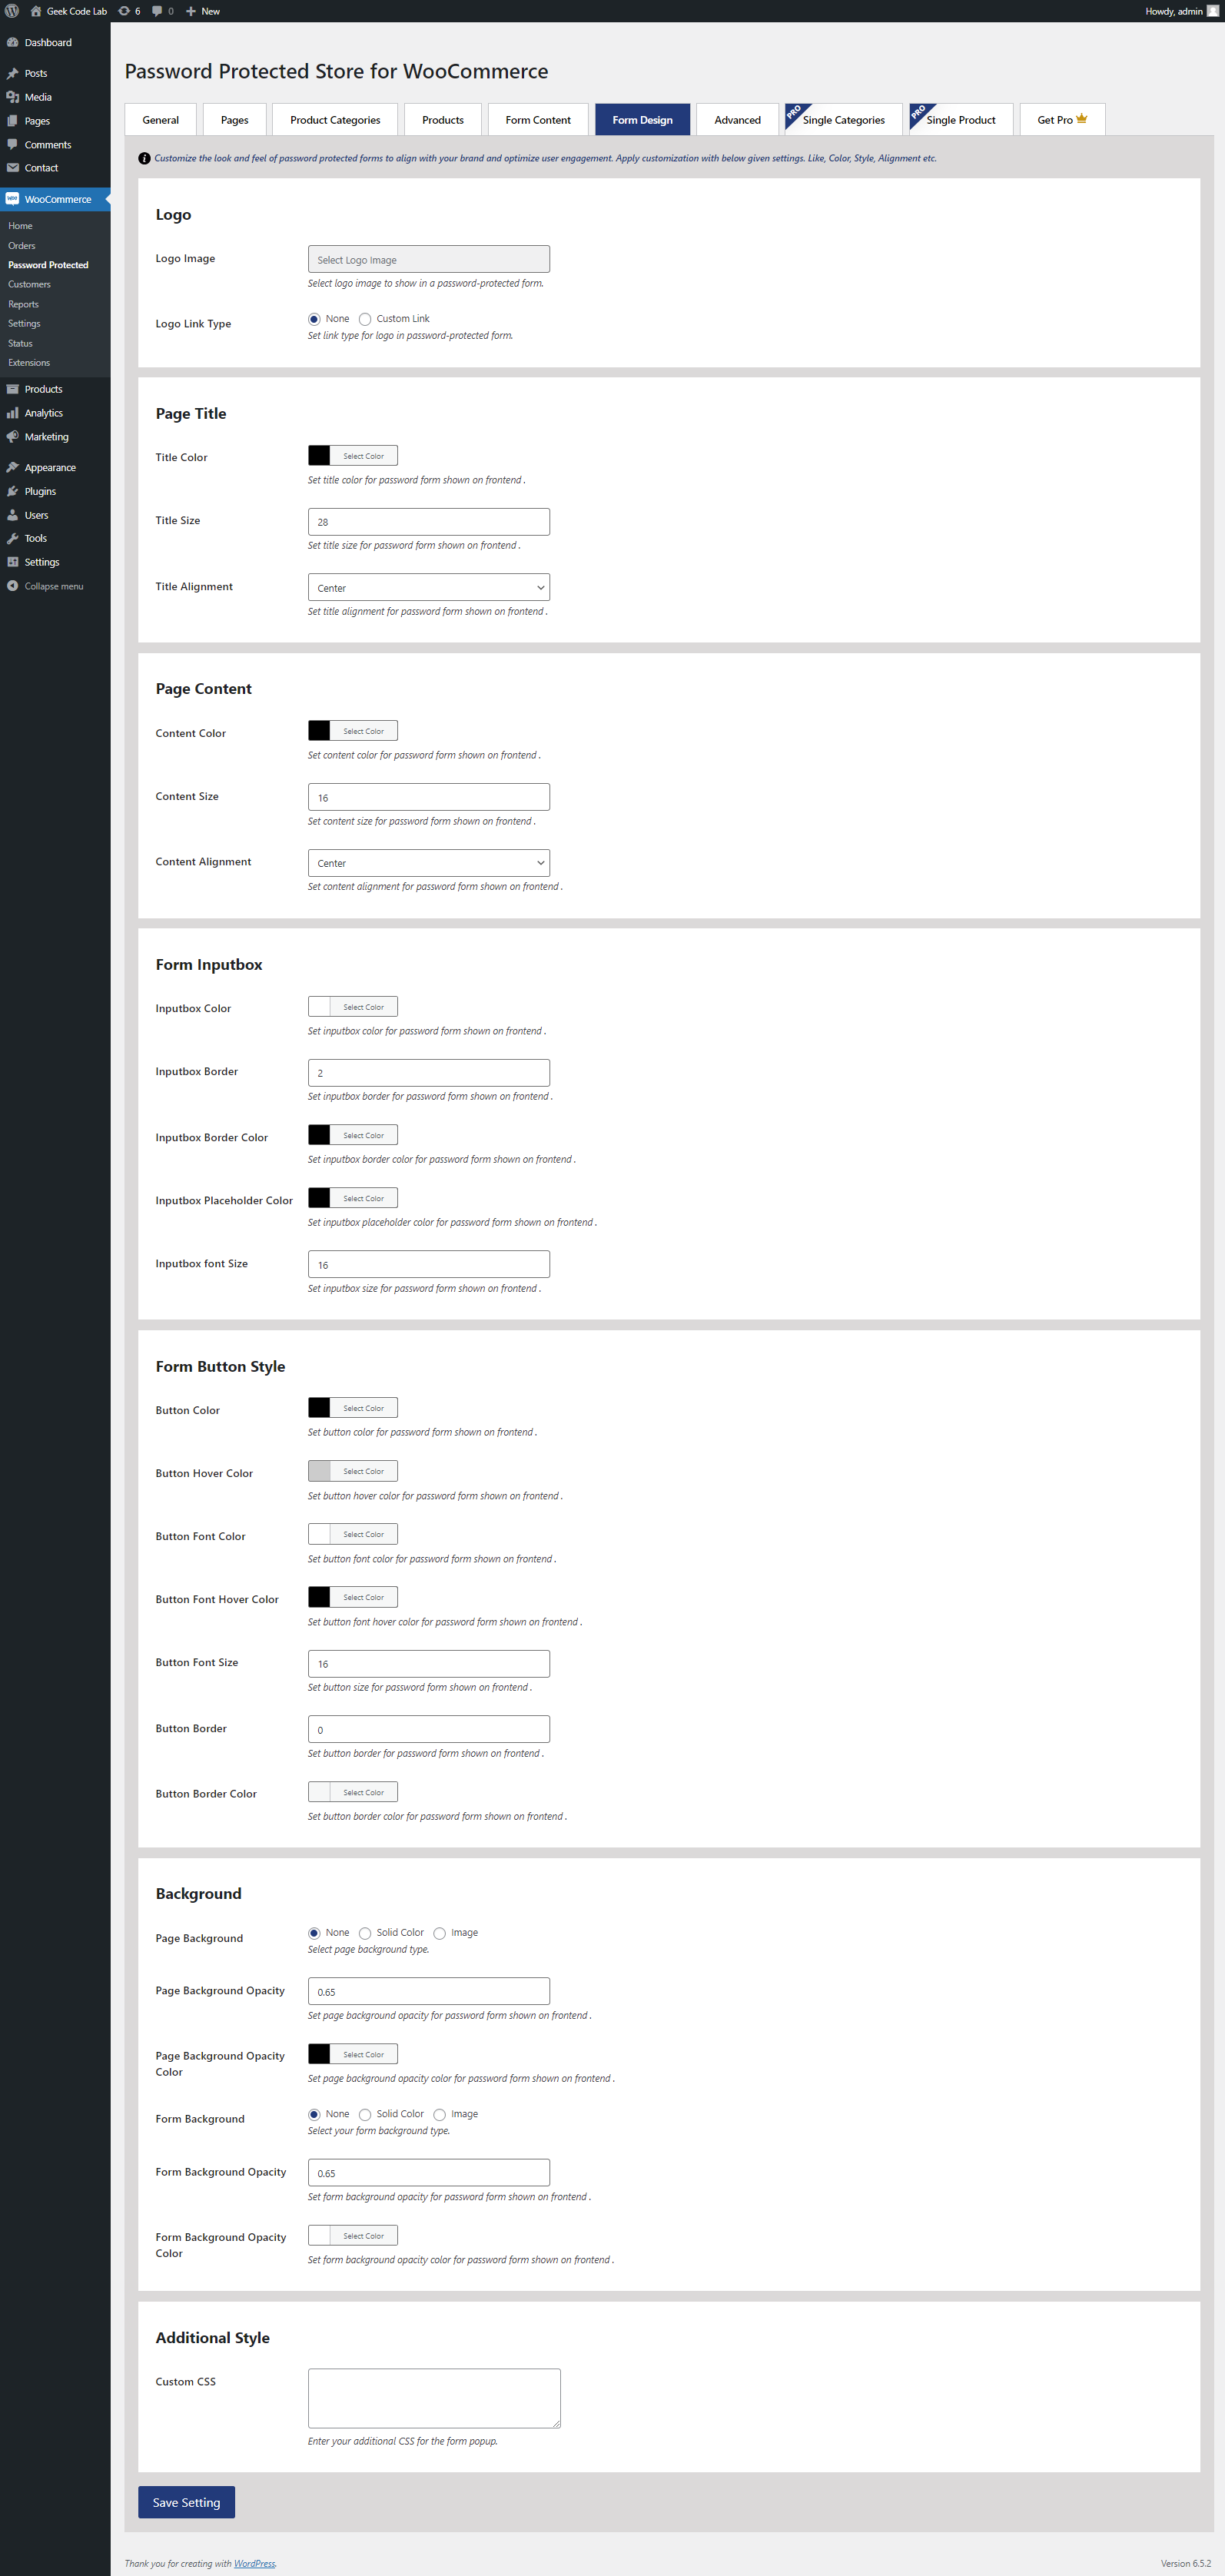 Geek Code Lab 6 0 New Howdy, admin
Dashboard
Posts
Media
Pages
Comments
Contact
WooCommerce
Home
Orders
Password Protected
Customers
Reports
Settings
Status
Extensions
Products
Analytics
Marketing
Appearance
Plugins
Users
Tools
Settings
Collapse menu
Password Protected Store for WooCommerce
General Pages Product Categories Products Form Content Form Design Advanced PRO Single Categories PRO Single Product Get Pro
Customize the look and feel of password protected forms to align with your brand and optimize user engagement. Apply customization with below given settings. Like, Color, Style, Alignment etc.
Logo
Logo Image Select Logo Image
Select logo image to show in a password-protected form.
Logo Link Type None Custom Link
Set link type for logo in password-protected form.
Page Title
Title Color Select Color
Set title color for password form shown on frontend .
Title Size 28
Set title size for password form shown on frontend .
Title Alignment Center
Set title alignment for password form shown on frontend .
Page Content
Content Color Select Color
Set content color for password form shown on frontend .
Content Size 16
Set content size for password form shown on frontend .
Content Alignment Center
Set content alignment for password form shown on frontend .
Form Inputbox
Inputbox Color Select Color
Set inputbox color for password form shown on frontend .
Inputbox Border 2
Set inputbox border for password form shown on frontend .
Inputbox Border Color Select Color
Set inputbox border color for password form shown on frontend .
Inputbox Placeholder Color Select Color
Set inputbox placeholder color for password form shown on frontend .
Inputbox font Size 16
Set inputbox size for password form shown on frontend .
Form Button Style
Button Color Select Color
Set button color for password form shown on frontend .
Button Hover Color Select Color
Set button hover color for password form shown on frontend .
Button Font Color Select Color
Set button font color for password form shown on frontend .
Button Font Hover Color Select Color
Set button font hover color for password form shown on frontend .
Button Font Size 16
Set button size for password form shown on frontend .
Button Border 0
Set button border for password form shown on frontend .
Button Border Color Select Color
Set button border color for password form shown on frontend .
Background
Page Background None Solid Color Image
Select page background type.
Page Background Opacity 0.65
Set page background opacity for password form shown on frontend .
Page Background Opacity Color Select Color
Set page background opacity color for password form shown on frontend .
Form Background None Solid Color Image
Select your form background type.
Form Background Opacity 0.65
Set form background opacity for password form shown on frontend .
Form Background Opacity Color Select Color
Set form background opacity color for password form shown on frontend .
Additional Style
Custom CSS
Enter your additional CSS for the form popup.
Save Setting
Thank you for creating with WordPress. Version 6.5.2